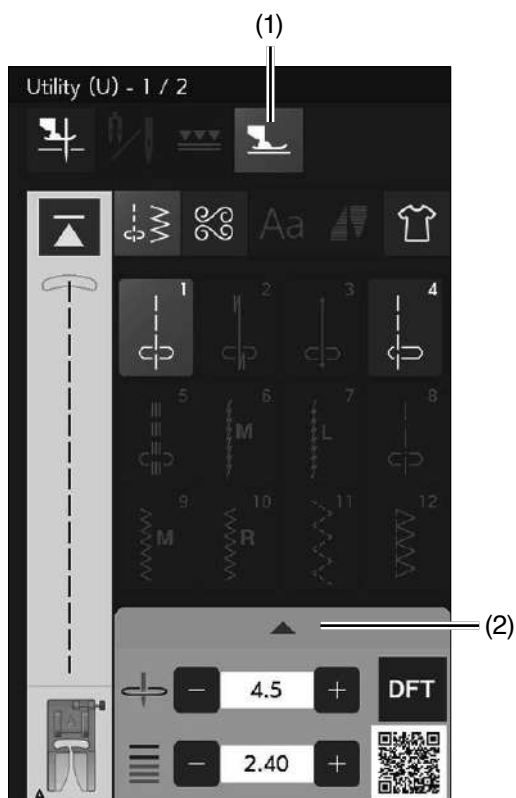 (1)
Utility (U) - 1 / 2
Aa
1 2 3 4
5 6 7 8
M L
9 10 11 12
M R
(2)
4.5 DFT
2.40
A
A